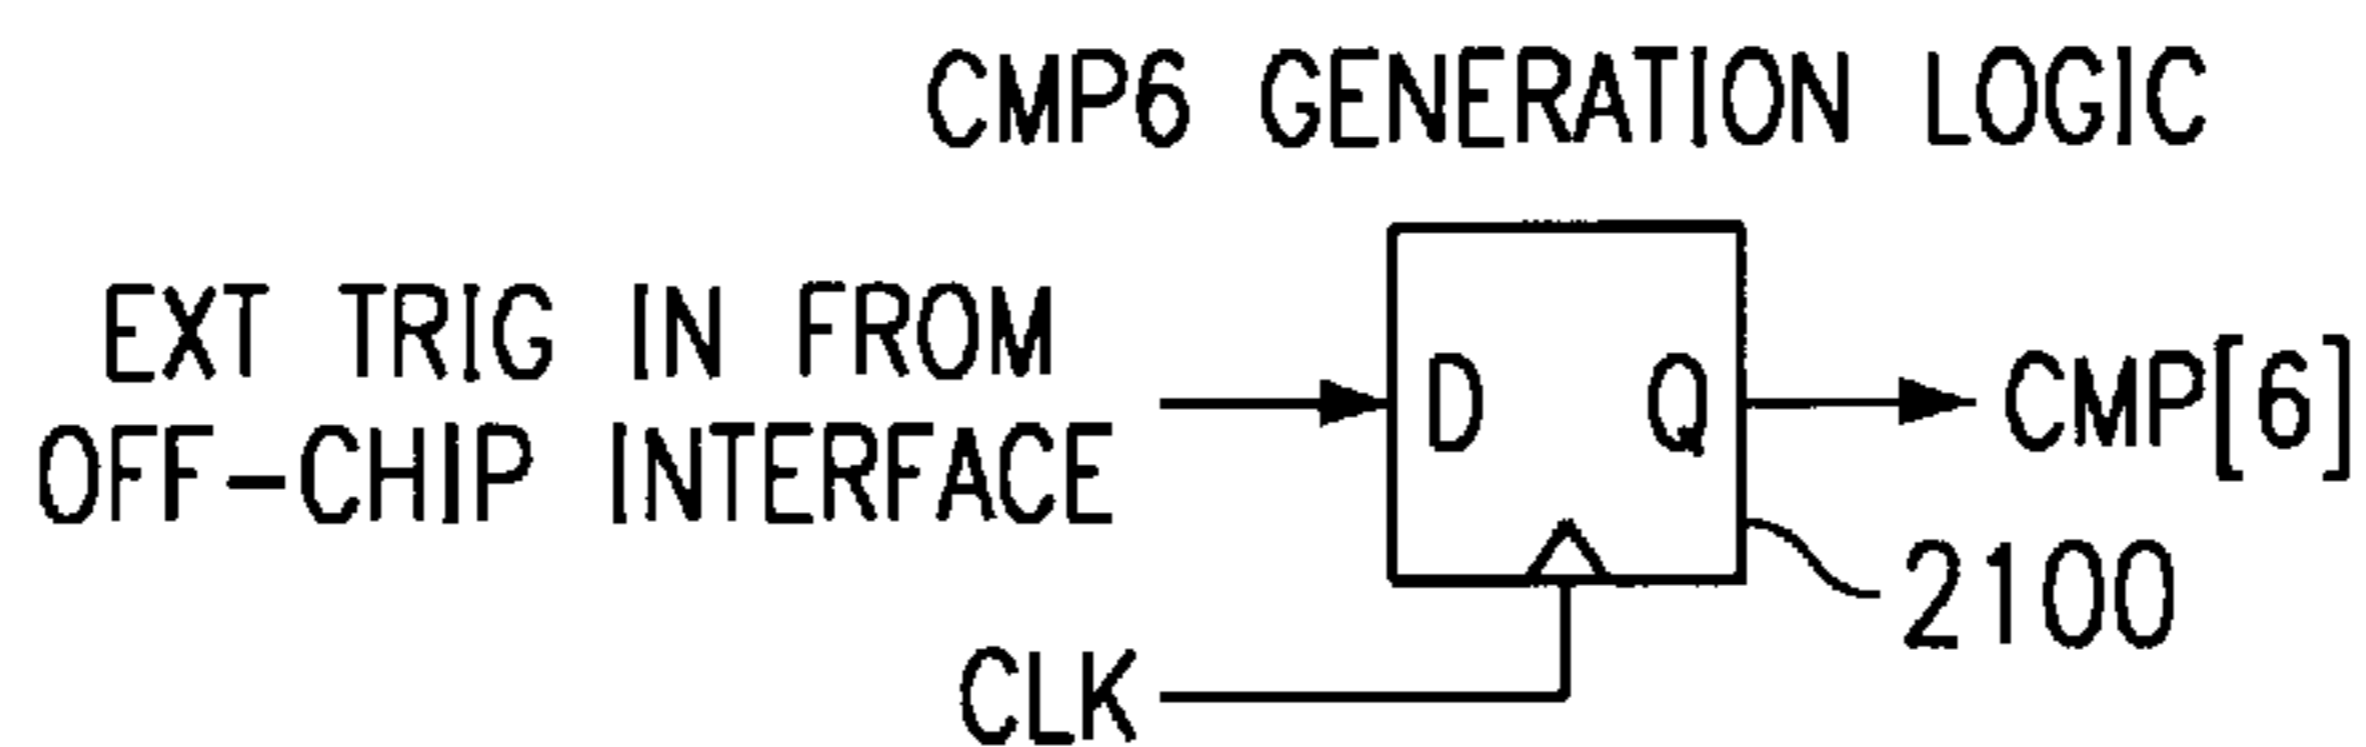 CMP6 GENERATION LOGIC
EXT TRIG IN FROM
OFF-CHIP INTERFACE
D Q
CMP[6]
2100
CLK